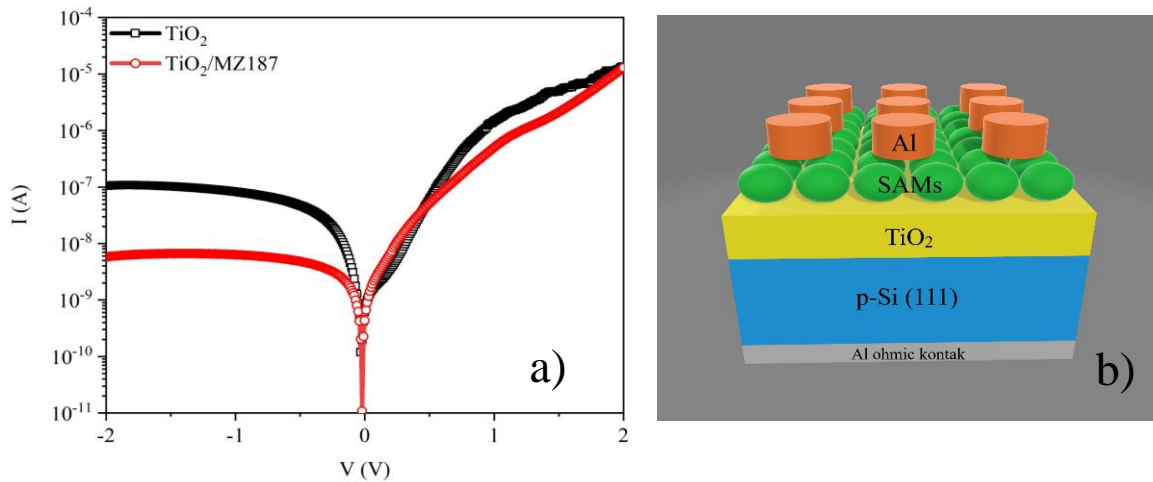 10⁻⁴
10⁻⁵
10⁻⁶
10⁻⁷
10⁻⁸
10⁻⁹
10⁻¹⁰
10⁻¹¹
I (A)
TiO₂
TiO₂/MZ187
-2
-1
0
1
2
V (V)
a)
Al
SAMs
TiO₂
p-Si (111)
Al ohmic kontak
b)